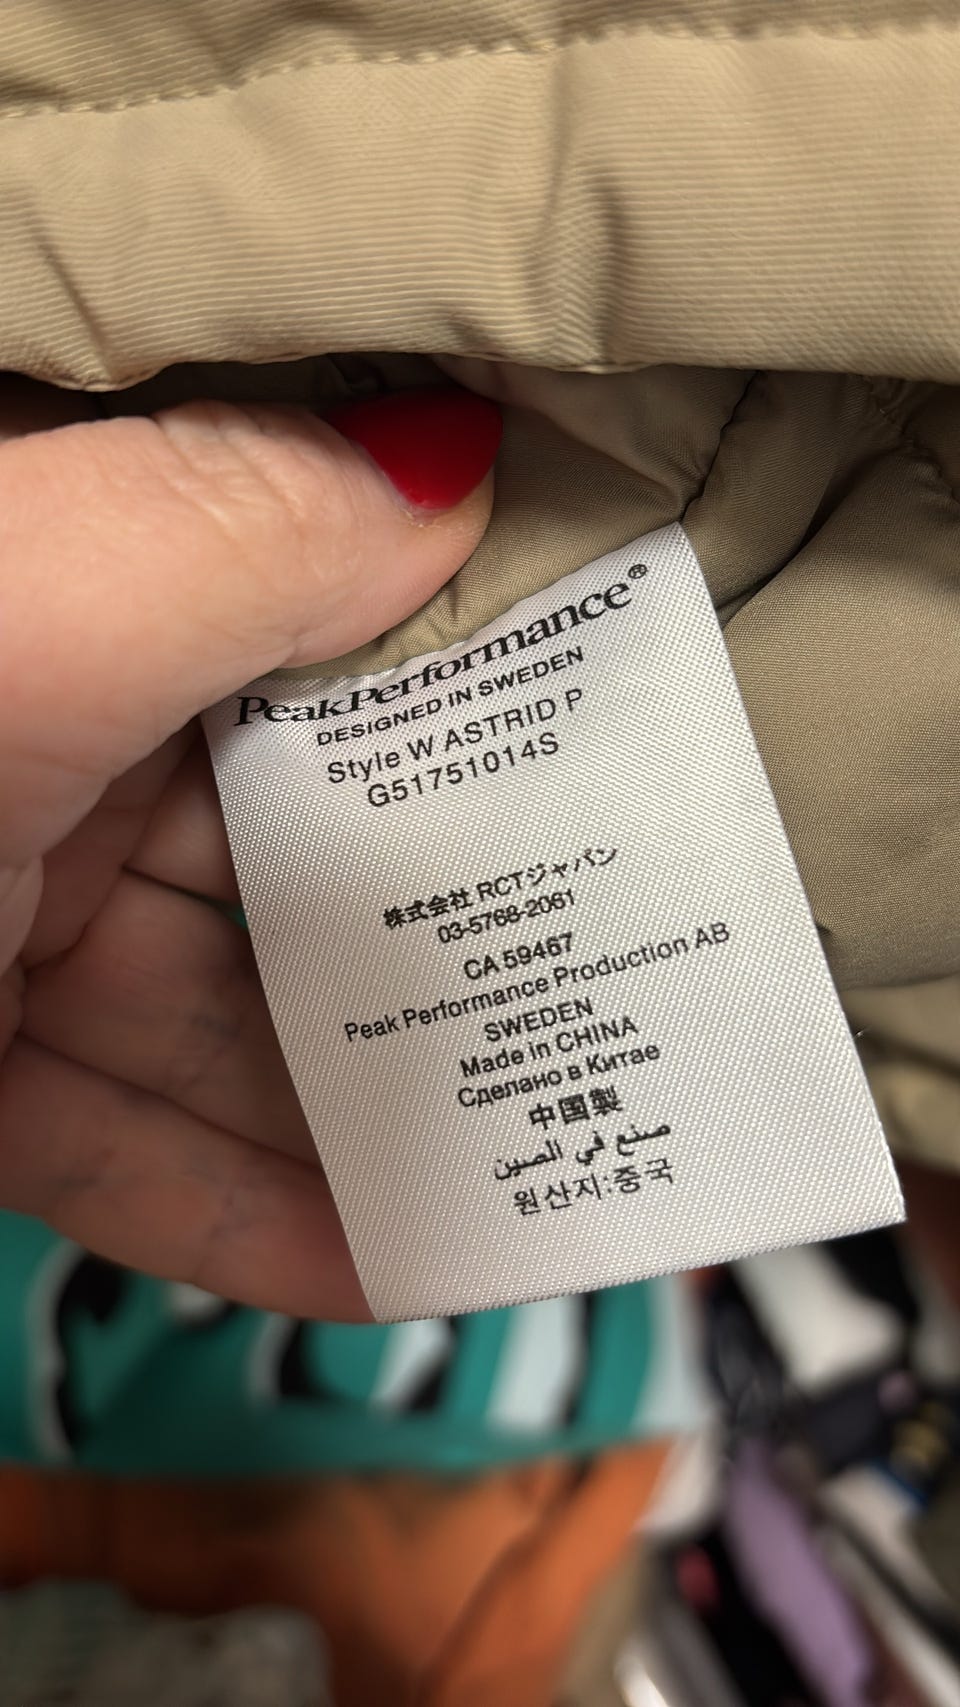 PeakPerformance®
DESIGNED IN SWEDEN
Style W ASTRID P
G51751014S
株式会社 RCTジャパン
03-5768-2061
CA 59467
Peak Performance Production AB
SWEDEN
Made in CHINA
Сделано в Китае
中国製
صنع في الصين
원산지:중국